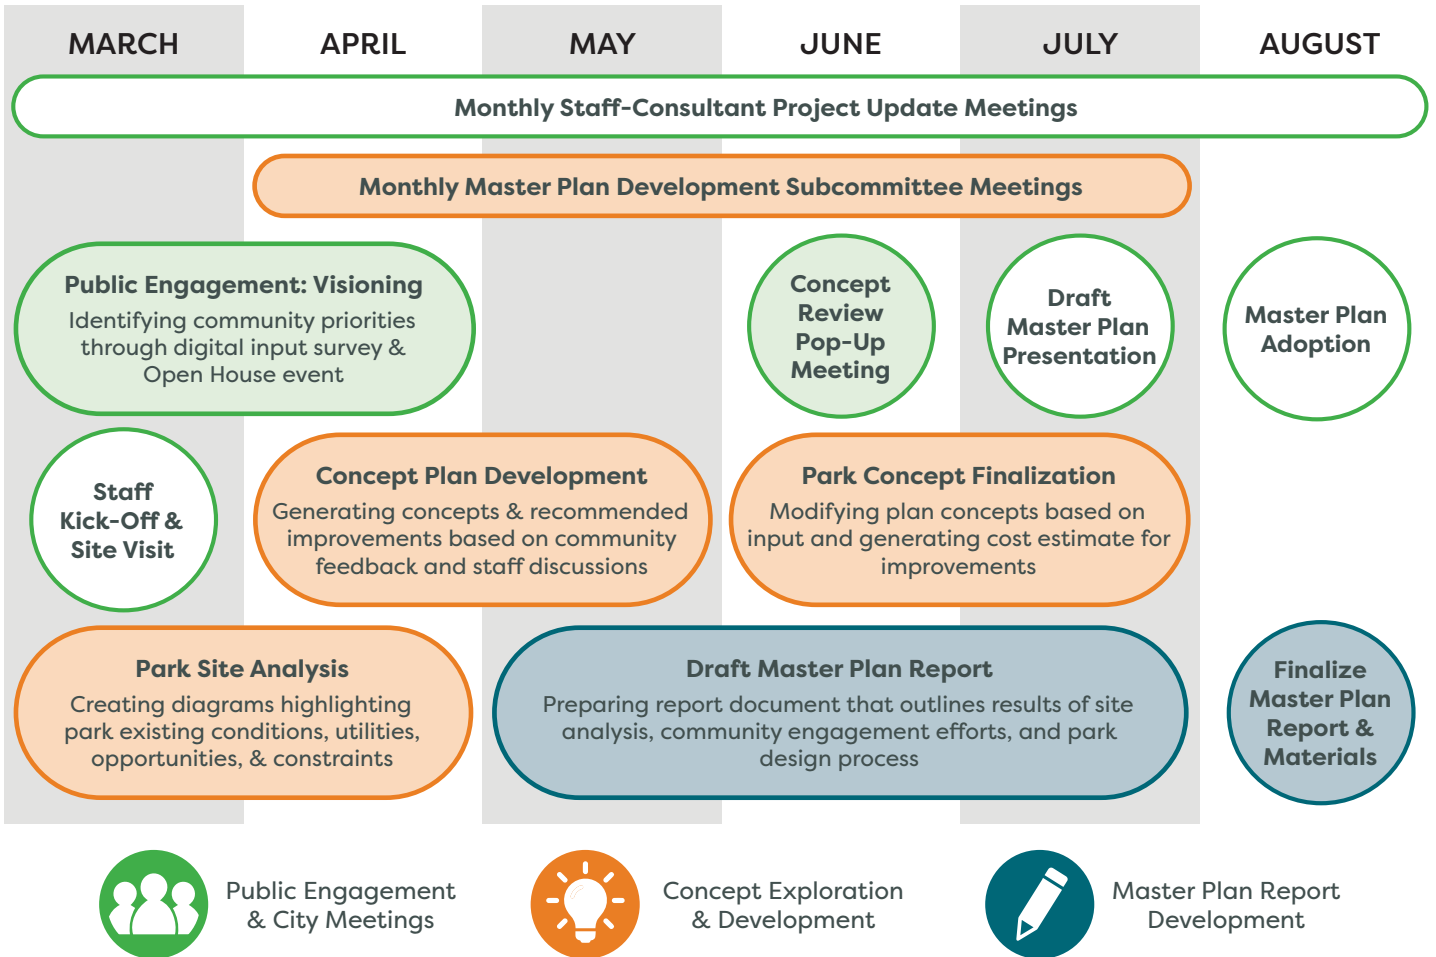 MARCH APRIL MAY JUNE JULY AUGUST
Monthly Staff-Consultant Project Update Meetings
Monthly Master Plan Development Subcommittee Meetings
Public Engagement: Visioning
Identifying community priorities
through digital input survey &
Open House event
Concept
Review
Pop-Up
Meeting
Draft
Master Plan
Presentation
Master Plan
Adoption
Staff
Kick-Off &
Site Visit
Concept Plan Development
Generating concepts & recommended
improvements based on community
feedback and staff discussions
Park Concept Finalization
Modifying plan concepts based on
input and generating cost estimate for
improvements
Park Site Analysis
Creating diagrams highlighting
park existing conditions, utilities,
opportunities, & constraints
Draft Master Plan Report
Preparing report document that outlines results of site
analysis, community engagement efforts, and park
design process
Finalize
Master Plan
Report &
Materials
Public Engagement
& City Meetings
Concept Exploration
& Development
Master Plan Report
Development